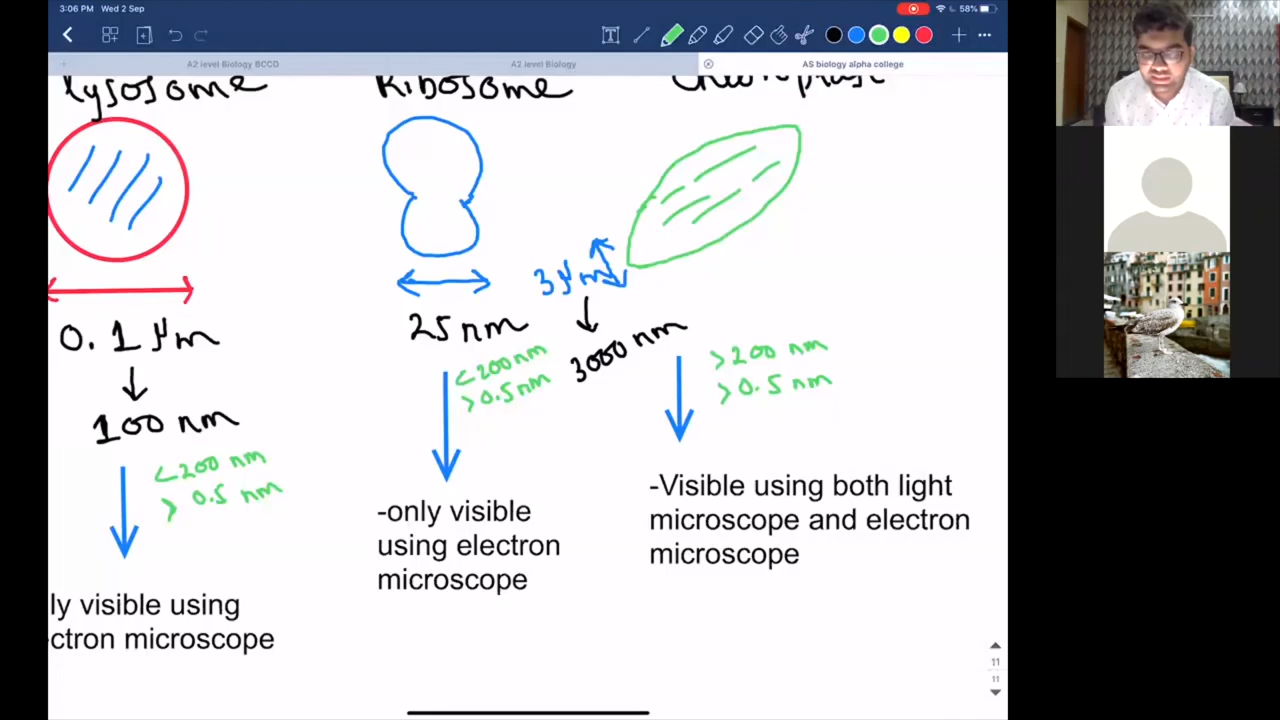 3:06 PM Wed 2 Sep
58%
A2 level Biology BCCD
A2 level Biology
AS biology alpha college
lysosome
Ribosome
0.1 μm
100 nm
<200 nm
> 0.5 nm
ly visible using
ctron microscope
25 nm
<200 nm
>0.5 nm
-only visible
using electron
microscope
3 μm
3000 nm
>200 nm
>0.5 nm
-Visible using both light
microscope and electron
microscope
11
11